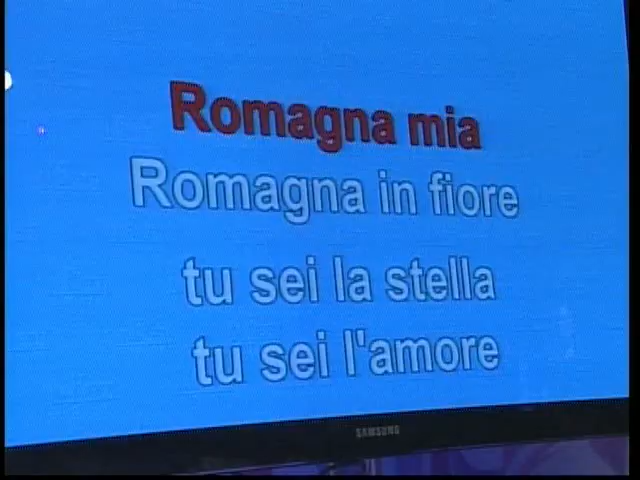 Romagna mia
Romagna in fiore
tu sei la stella
tu sei l'amore
SAMSUNG